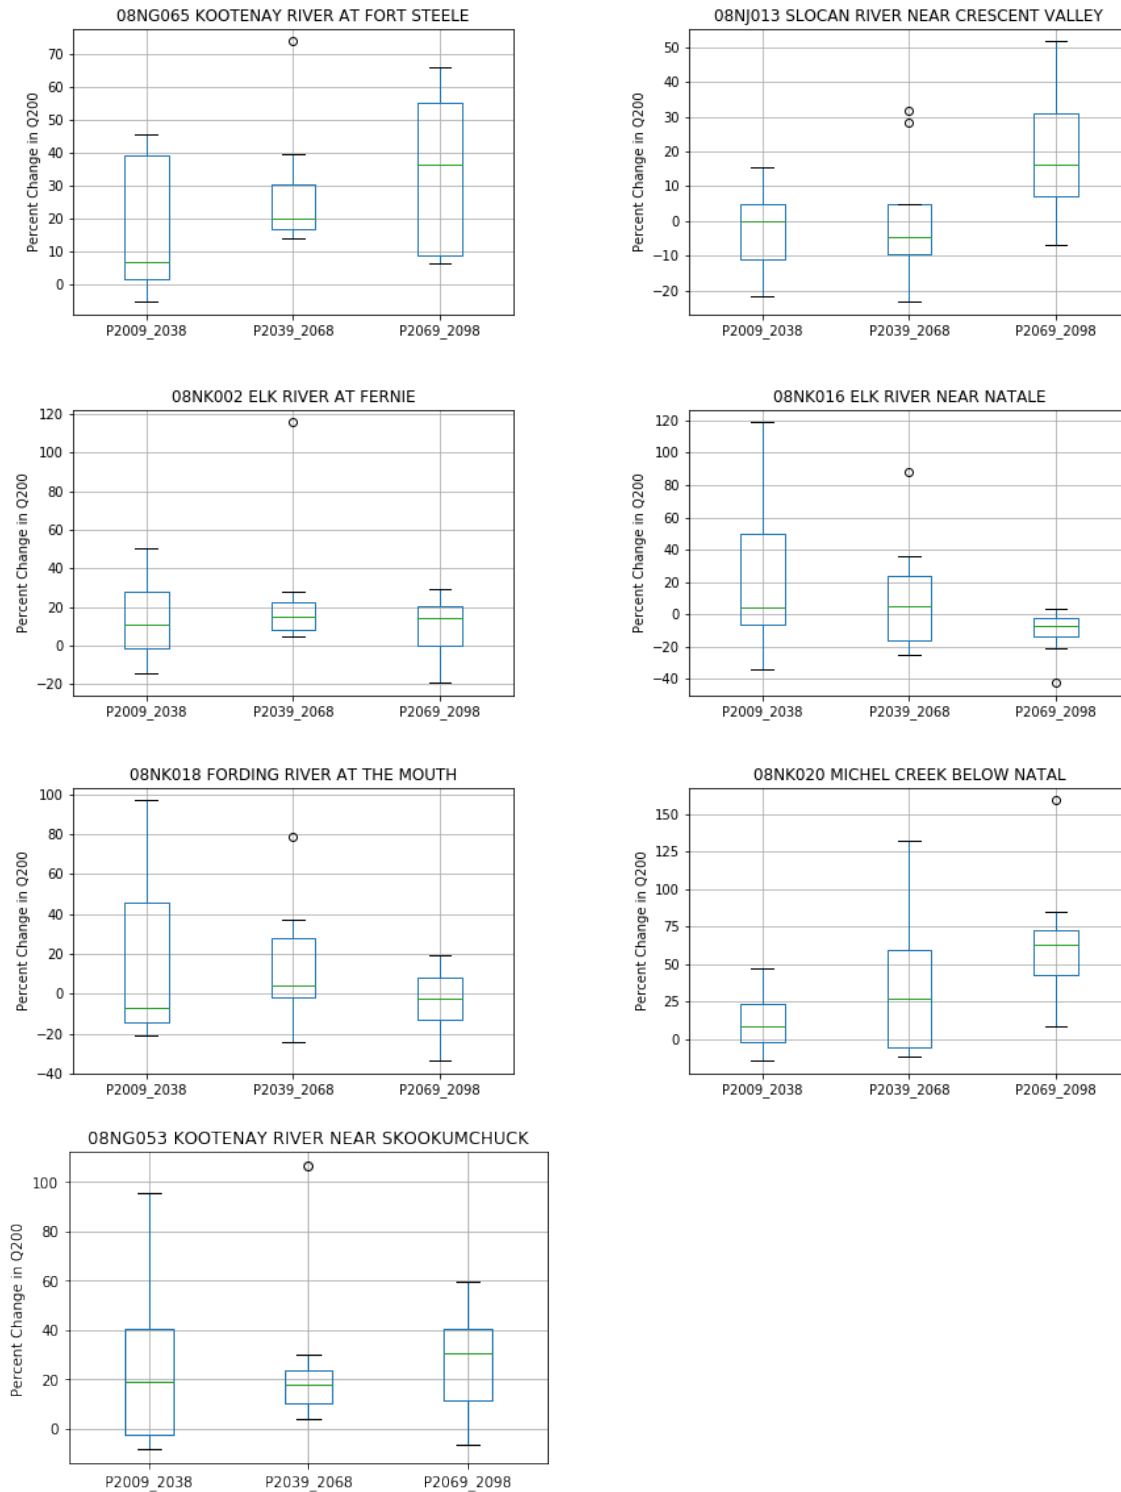 08NG065 KOOTENAY RIVER AT FORT STEELE
Percent Change in Q200
70
60
50
40
30
20
10
0
P2009_2038 P2039_2068 P2069_2098
08NJ013 SLOCAN RIVER NEAR CRESCENT VALLEY
Percent Change in Q200
50
40
30
20
10
0
−10
−20
P2009_2038 P2039_2068 P2069_2098
08NK002 ELK RIVER AT FERNIE
Percent Change in Q200
120
100
80
60
40
20
0
−20
P2009_2038 P2039_2068 P2069_2098
08NK016 ELK RIVER NEAR NATALE
Percent Change in Q200
120
100
80
60
40
20
0
−20
−40
P2009_2038 P2039_2068 P2069_2098
08NK018 FORDING RIVER AT THE MOUTH
Percent Change in Q200
100
80
60
40
20
0
−20
−40
P2009_2038 P2039_2068 P2069_2098
08NK020 MICHEL CREEK BELOW NATAL
Percent Change in Q200
150
125
100
75
50
25
0
P2009_2038 P2039_2068 P2069_2098
08NG053 KOOTENAY RIVER NEAR SKOOKUMCHUCK
Percent Change in Q200
100
80
60
40
20
0
P2009_2038 P2039_2068 P2069_2098